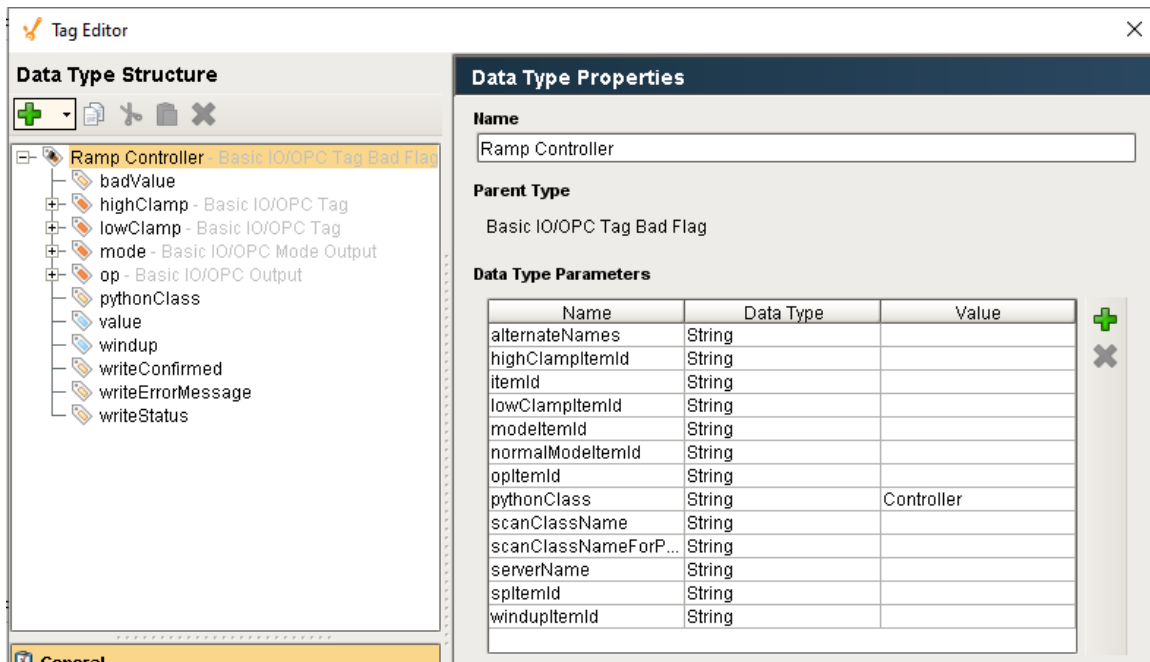 Tag Editor
Data Type Structure
Ramp Controller - Basic IO/OPC Tag Bad Flag
badValue
highClamp - Basic IO/OPC Tag
lowClamp - Basic IO/OPC Tag
mode - Basic IO/OPC Mode Output
op - Basic IO/OPC Output
pythonClass
value
windup
writeConfirmed
writeErrorMessage
writeStatus
General
Data Type Properties
Name
Ramp Controller
Parent Type
Basic IO/OPC Tag Bad Flag
Data Type Parameters
Name Data Type Value
alternateNames String
highClampItemId String
itemId String
lowClampItemId String
modeItemId String
normalModeItemId String
opItemId String
pythonClass String Controller
scanClassName String
scanClassNameForP... String
serverName String
spItemId String
windupItemId String